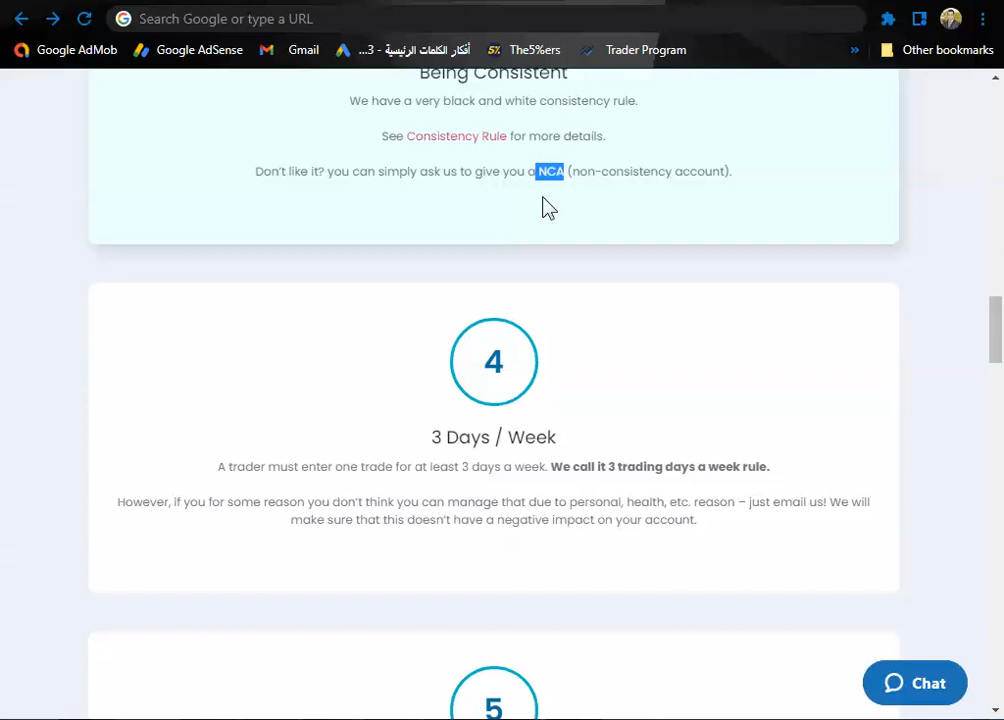 Search Google or type a URL
Google AdMob
Google AdSense
Gmail
أفكار الكلمات الرئيسية - 3...
The5%ers
Trader Program
»
Other bookmarks
Being Consistent
We have a very black and white consistency rule.
See Consistency Rule for more details.
Don't like it? you can simply ask us to give you a NCA (non-consistency account).
4
3 Days / Week
A trader must enter one trade for at least 3 days a week. We call it 3 trading days a week rule.
However, if you for some reason you don't think you can manage that due to personal, health, etc. reason – just email us! We will
make sure that this doesn't have a negative impact on your account.
5
Chat